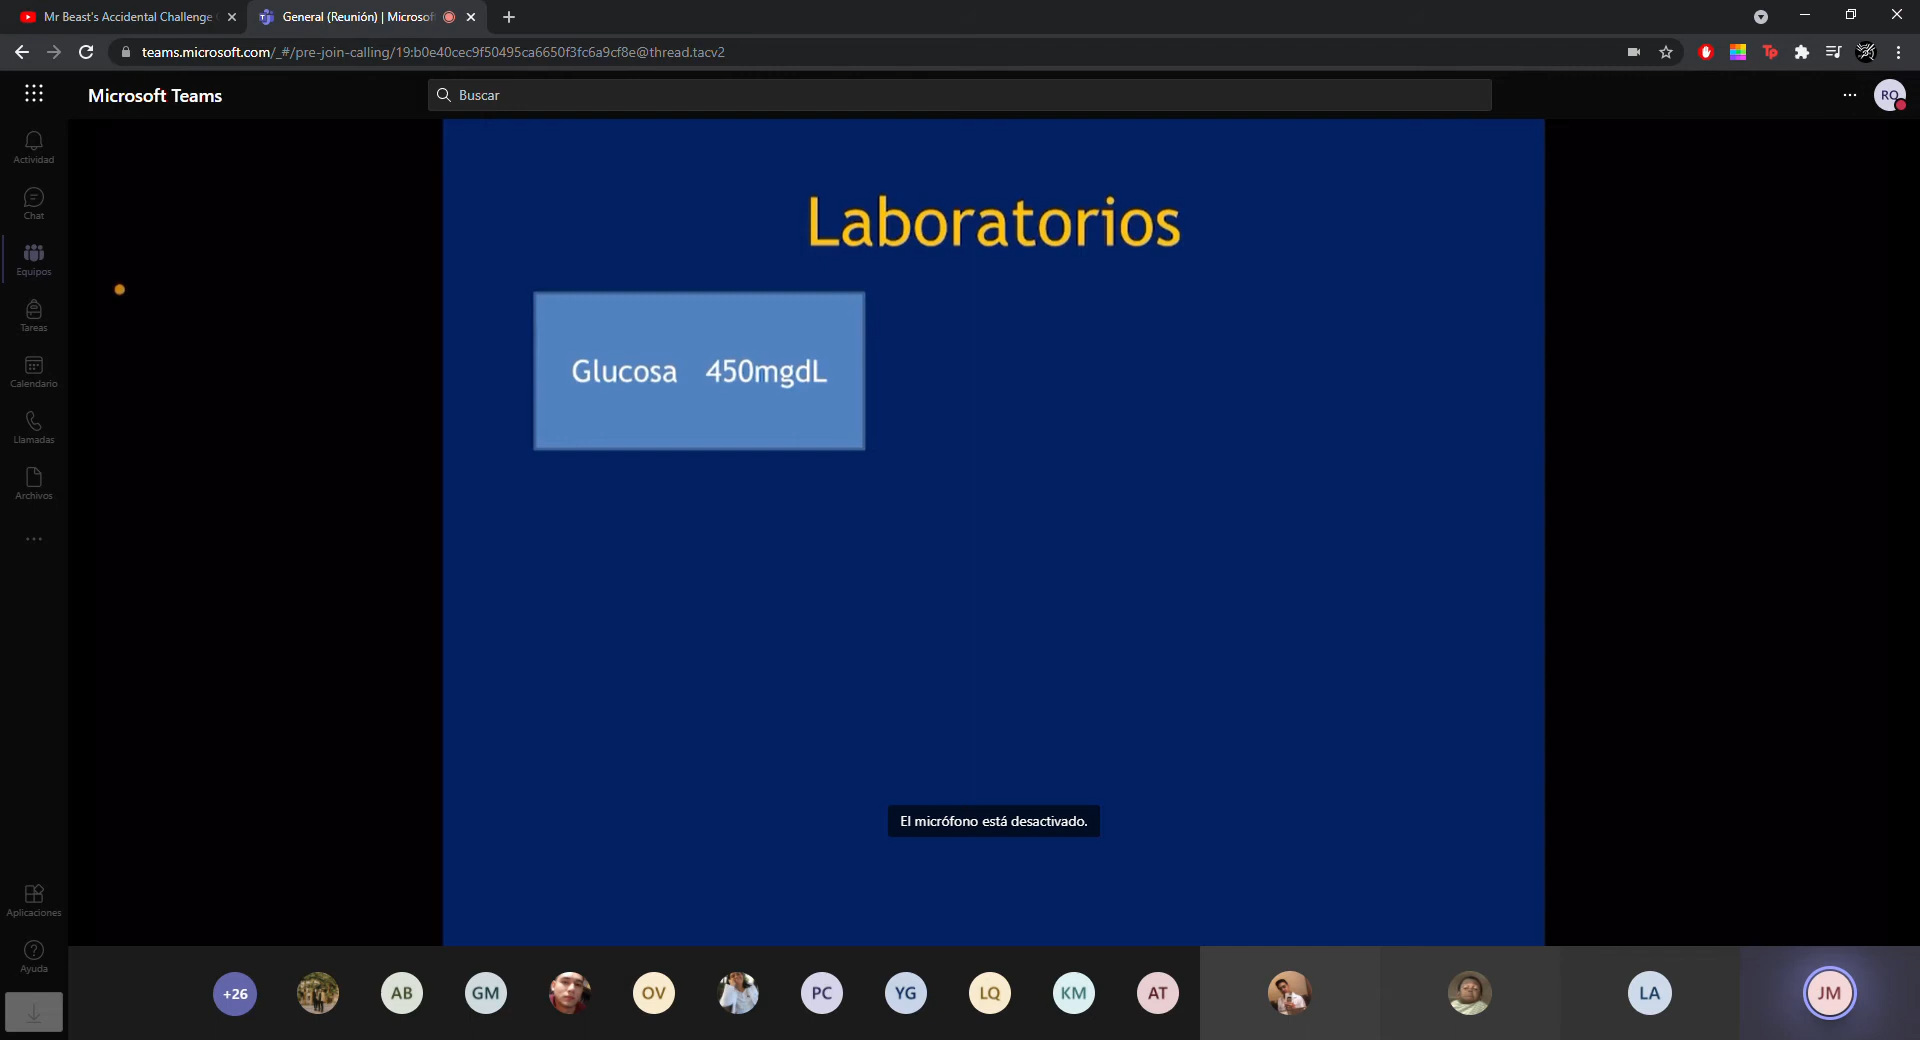 Mr Beast's Accidental Challenge
General (Reunión) | Microsof
teams.microsoft.com/_#/pre-join-calling/19:b0e40cec9f50495ca6650f3fc6a9cf8e@thread.tacv2
Microsoft Teams
Buscar
RO
Actividad
Chat
Equipos
Tareas
Calendario
Llamadas
Archivos
Aplicaciones
Ayuda
Laboratorios
Glucosa 450mgdL
El micrófono está desactivado.
+26
AB
GM
OV
PC
YG
LQ
KM
AT
LA
JM